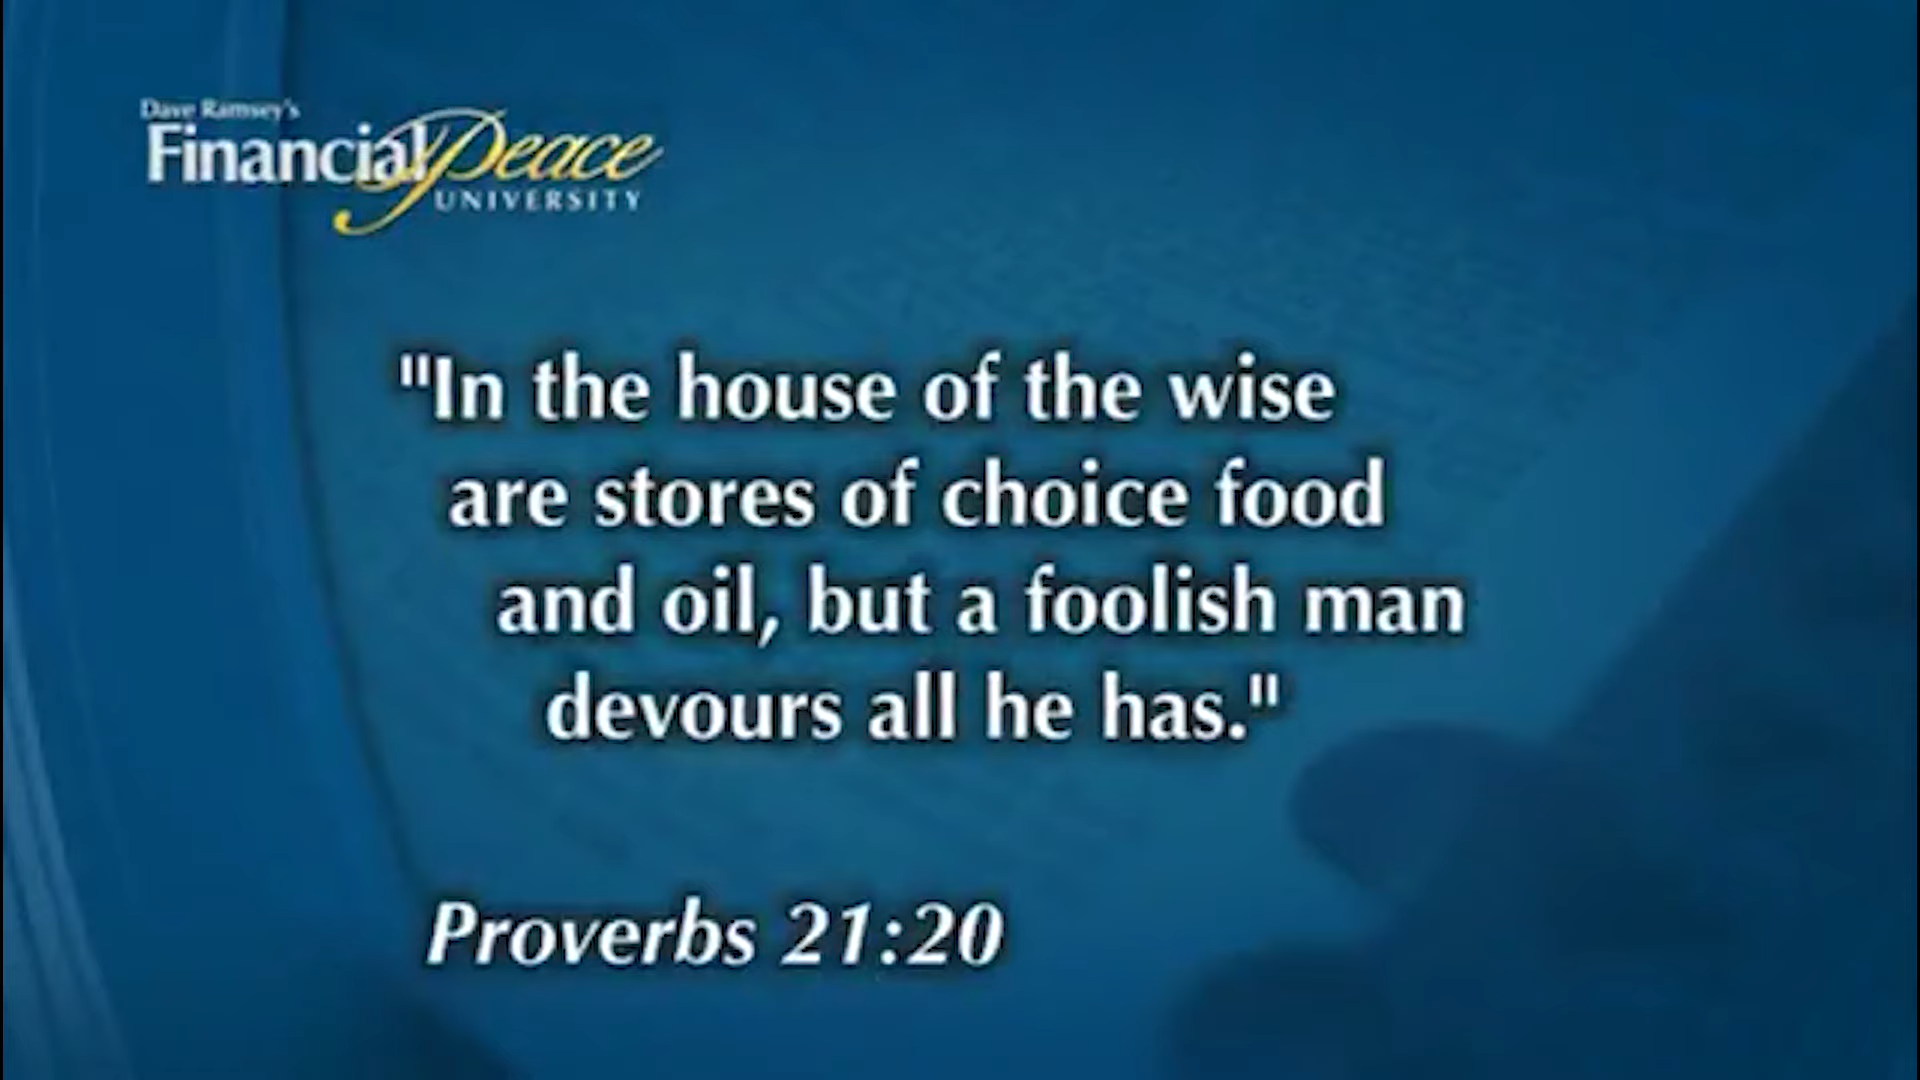 Dave Ramsey's
Financial Peace
UNIVERSITY
"In the house of the wise
are stores of choice food
and oil, but a foolish man
devours all he has."
Proverbs 21:20